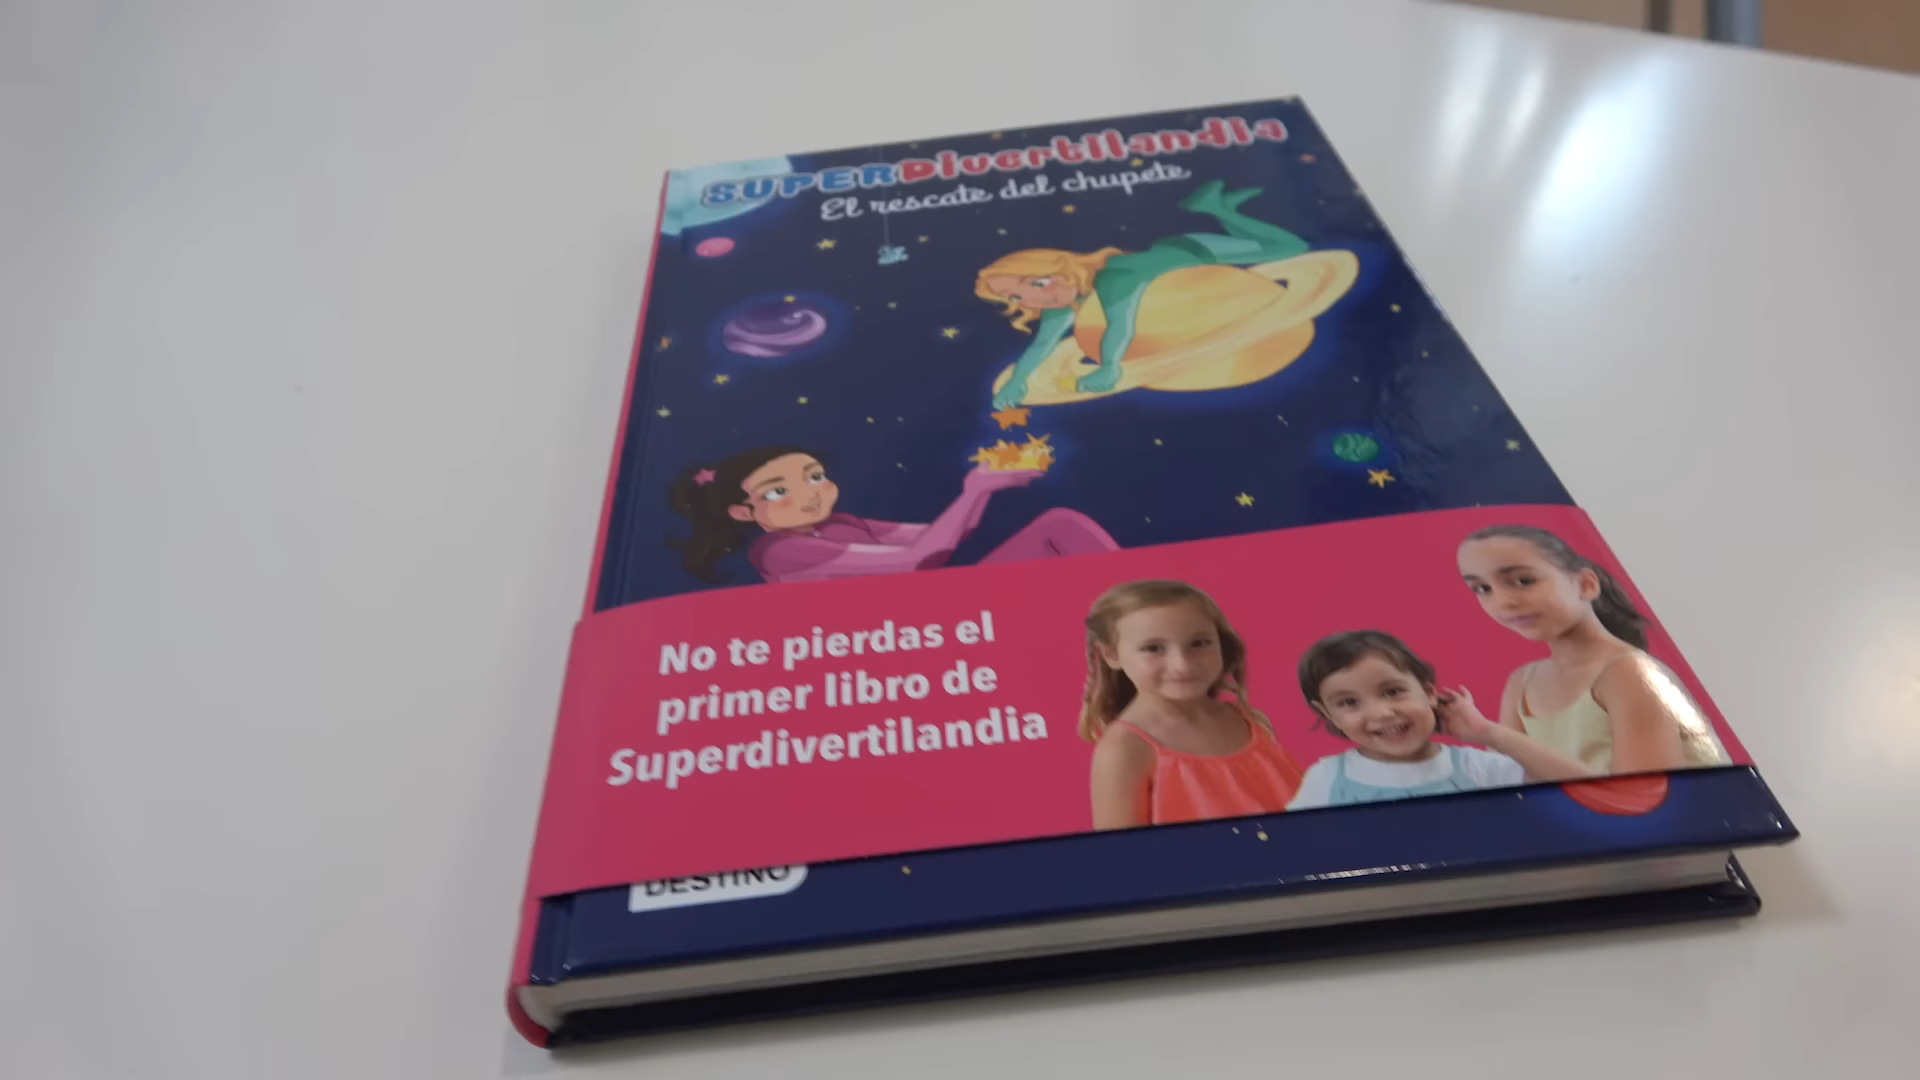 SUPERDivertilandia
El rescate del chupete
No te pierdas el
primer libro de
Superdivertilandia
DESTINO